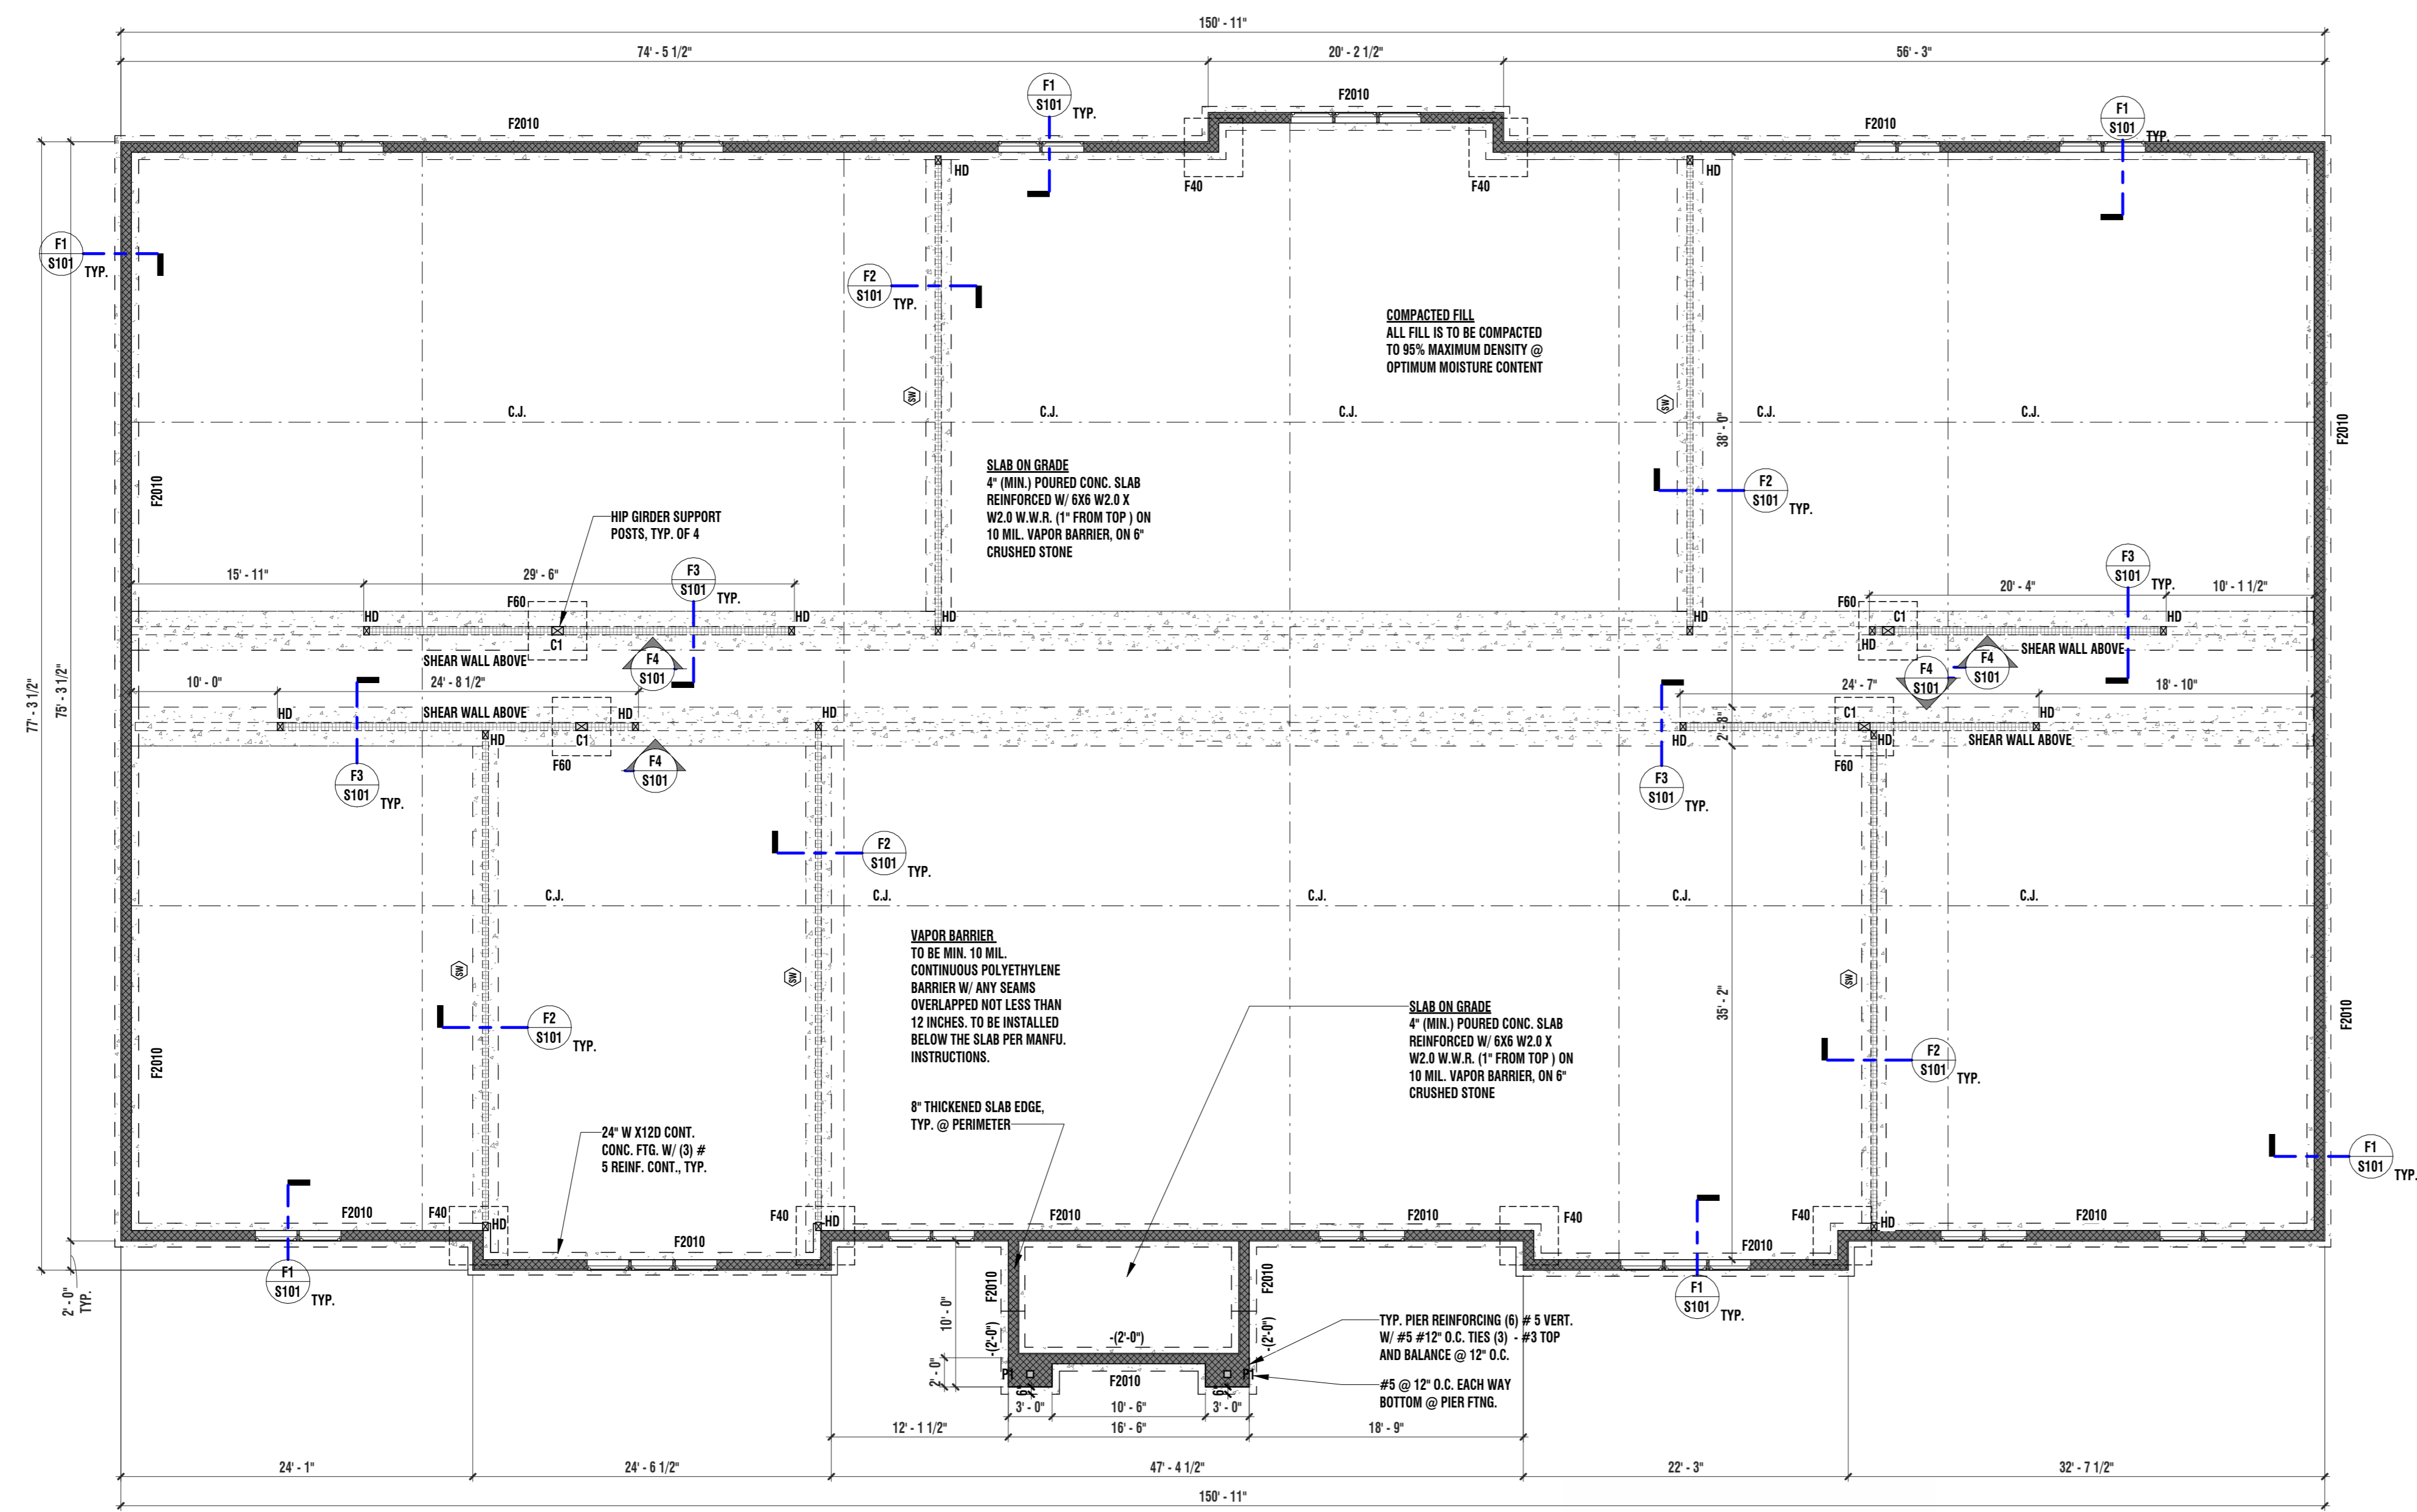 150' - 11"
74' - 5 1/2"
20' - 2 1/2"
56' - 3"
F1
S101
TYP.
F2010
F2010
F2010
F1
S101
TYP.
HD
F40
F40
HD
F1
S101
TYP.
F2
S101
TYP.
COMPACTED FILL
ALL FILL IS TO BE COMPACTED
TO 95% MAXIMUM DENSITY @
OPTIMUM MOISTURE CONTENT
SW
SW
C.J.
C.J.
C.J.
C.J.
C.J.
38' - 0"
F2010
F2010
SLAB ON GRADE
4" (MIN.) POURED CONC. SLAB
REINFORCED W/ 6X6 W2.0 X
W2.0 W.W.R. (1" FROM TOP ) ON
10 MIL. VAPOR BARRIER, ON 6"
CRUSHED STONE
F2
S101
TYP.
HIP GIRDER SUPPORT
POSTS, TYP. OF 4
15' - 11"
29' - 6"
F3
S101
TYP.
F3
S101
TYP.
20' - 4"
10' - 1 1/2"
F60
F60
HD
HD
HD
HD
C1
HD
C1
HD
SHEAR WALL ABOVE
F4
S101
SHEAR WALL ABOVE
F4
S101
F4
S101
77' - 3 1/2"
75' - 3 1/2"
10' - 0"
24' - 8 1/2"
24' - 7"
18' - 10"
HD
SHEAR WALL ABOVE
HD
HD
C1
HD
HD
C1
HD
2' - 8"
HD
SHEAR WALL ABOVE
F60
F4
S101
F60
F3
S101
TYP.
F3
S101
TYP.
F2
S101
TYP.
C.J.
C.J.
C.J.
C.J.
C.J.
VAPOR BARRIER
TO BE MIN. 10 MIL.
CONTINUOUS POLYETHYLENE
BARRIER W/ ANY SEAMS
OVERLAPPED NOT LESS THAN
12 INCHES. TO BE INSTALLED
BELOW THE SLAB PER MANFU.
INSTRUCTIONS.
SW
SW
SW
35' - 2"
SLAB ON GRADE
4" (MIN.) POURED CONC. SLAB
REINFORCED W/ 6X6 W2.0 X
W2.0 W.W.R. (1" FROM TOP ) ON
10 MIL. VAPOR BARRIER, ON 6"
CRUSHED STONE
F2010
F2010
F2
S101
TYP.
F2
S101
TYP.
8" THICKENED SLAB EDGE,
TYP. @ PERIMETER
24" W X12D CONT.
CONC. FTG. W/ (3) #
5 REINF. CONT., TYP.
F1
S101
TYP.
F2010
F40
HD
F40
HD
F2010
F2010
F40
F40
HD
F2010
F2010
F2010
2' - 0"
TYP.
F1
S101
TYP.
F1
S101
TYP.
F2010
F2010
10' - 0"
-(2'-0")
-(2'-0")
-(2'-0")
TYP. PIER REINFORCING (6) # 5 VERT.
W/ #5 #12" O.C. TIES (3) - #3 TOP
AND BALANCE @ 12" O.C.
2' - 0"
P1
P1
F2010
6"
6"
#5 @ 12" O.C. EACH WAY
BOTTOM @ PIER FTNG.
3' - 0"
10' - 6"
3' - 0"
12' - 1 1/2"
16' - 6"
18' - 9"
24' - 1"
24' - 6 1/2"
47' - 4 1/2"
22' - 3"
32' - 7 1/2"
150' - 11"